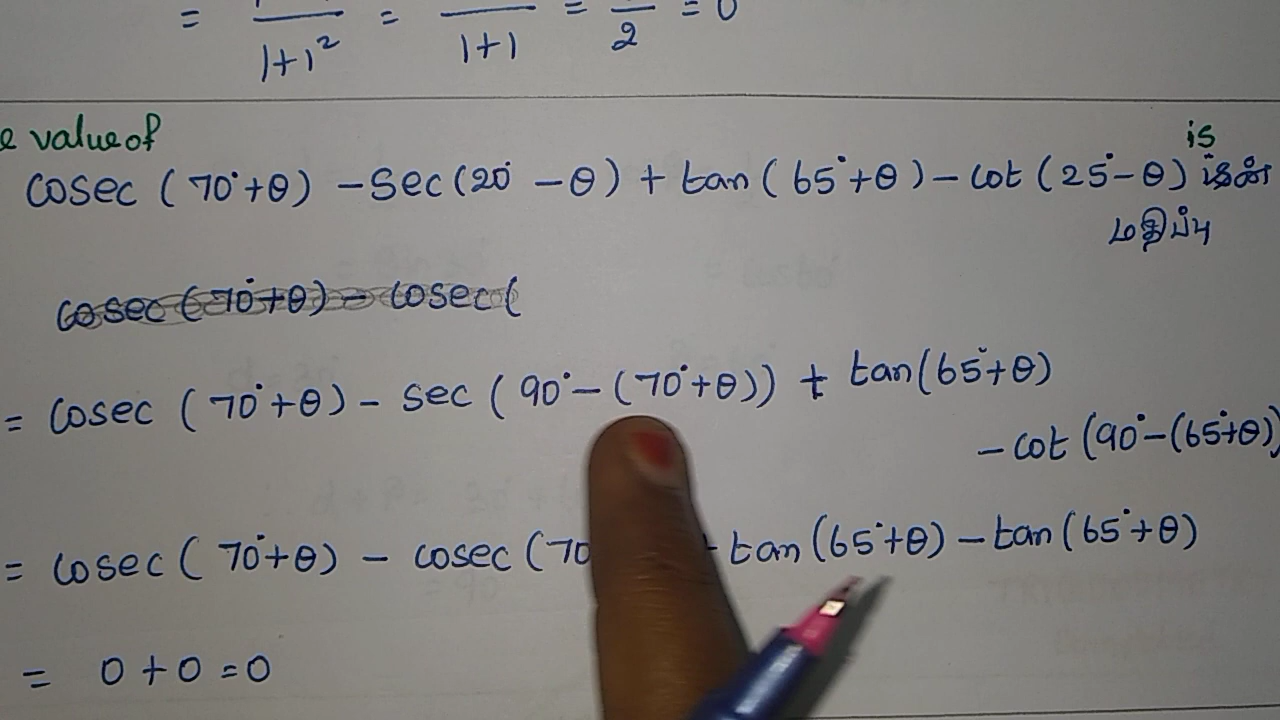 = ― = ― = ― = 0
1+1² 1+1 2
value of
is
cosec (70°+θ) - sec(20° - θ) + tan(65°+θ) - cot (25°-θ) இன்
மதிப்பு
cosec (70°+θ) - cosec(
= cosec (70°+θ) - sec (90° - (70°+θ)) + tan(65°+θ)
- cot (90°-(65°+θ)
= cosec (70°+θ) - cosec (70 tan(65°+θ) - tan(65°+θ)
= 0+0=0